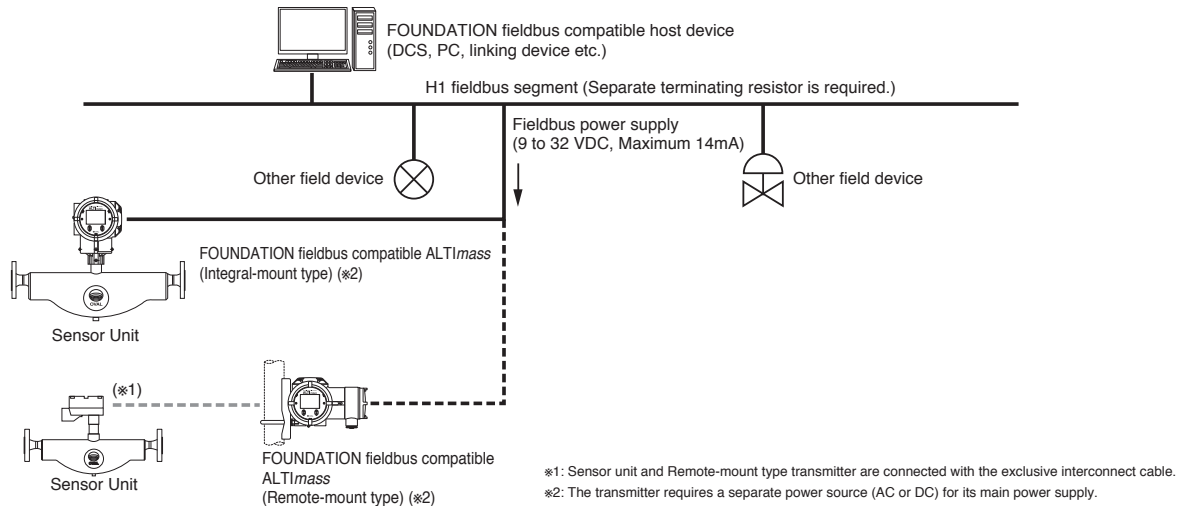 FOUNDATION fieldbus compatible host device
(DCS, PC, linking device etc.)
H1 fieldbus segment (Separate terminating resistor is required.)
Fieldbus power supply
(9 to 32 VDC, Maximum 14mA)
Other field device
Other field device
FOUNDATION fieldbus compatible ALTImass
(Integral-mount type) (※2)
OVAL
Sensor Unit
(※1)
Sensor Unit
FOUNDATION fieldbus compatible
ALTImass
(Remote-mount type) (※2)
※1: Sensor unit and Remote-mount type transmitter are connected with the exclusive interconnect cable.
※2: The transmitter requires a separate power source (AC or DC) for its main power supply.